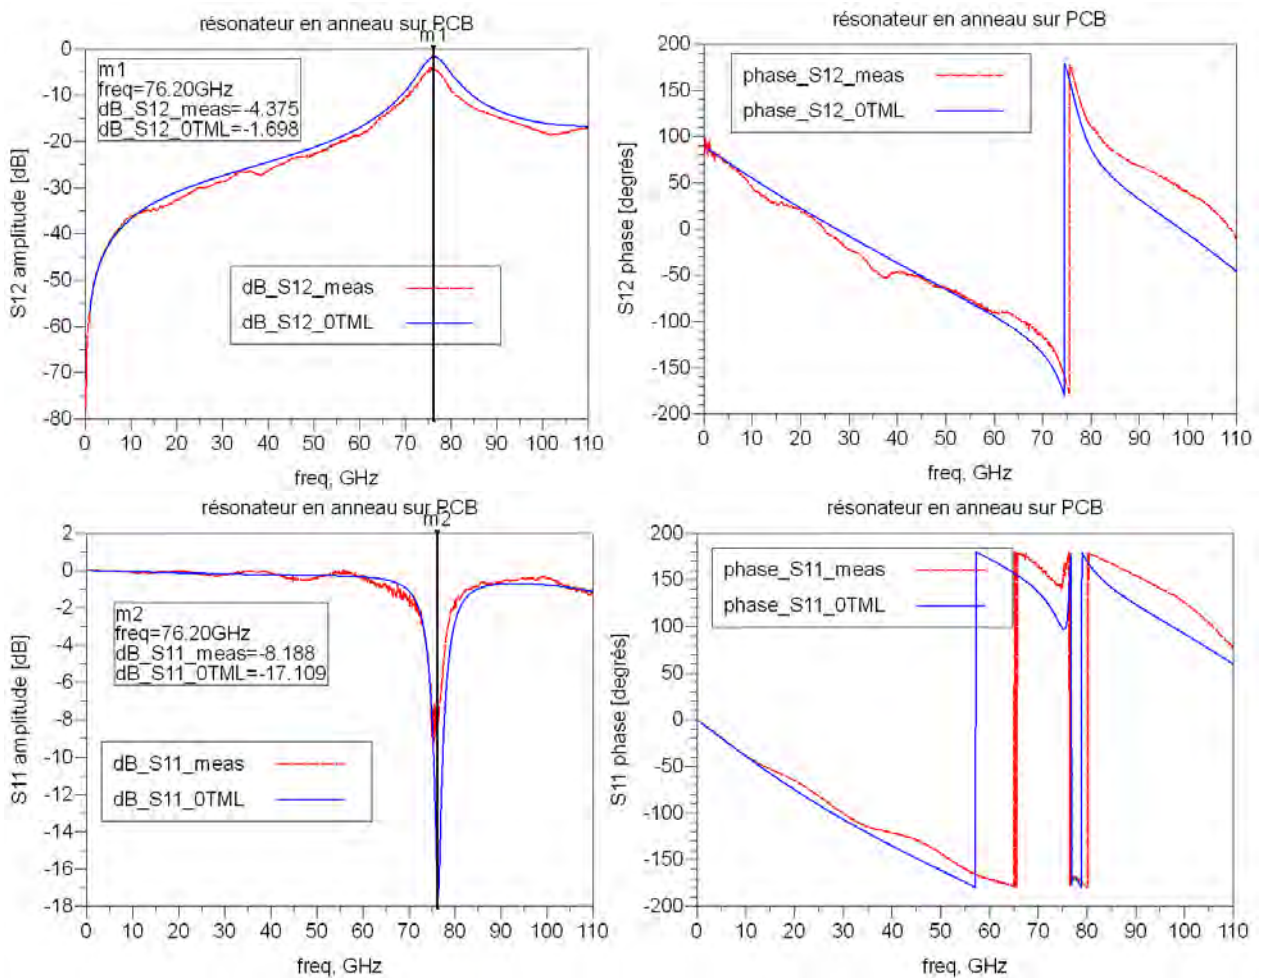 résonateur en anneau sur PCB
m1
0
-10
-20
-30
-40
-50
-60
-70
-80
S12 amplitude [dB]
m1
freq=76.20GHz
dB_S12_meas=-4.375
dB_S12_0TML=-1.698
dB_S12_meas
dB_S12_0TML
0 10 20 30 40 50 60 70 80 90 100 110
freq, GHz
résonateur en anneau sur PCB
200
150
100
50
0
-50
-100
-150
-200
S12 phase [degrés]
phase_S12_meas
phase_S12_0TML
0 10 20 30 40 50 60 70 80 90 100 110
freq, GHz
résonateur en anneau sur PCB
m2
2
0
-2
-4
-6
-8
-10
-12
-14
-16
-18
S11 amplitude [dB]
m2
freq=76.20GHz
dB_S11_meas=-8.188
dB_S11_0TML=-17.109
dB_S11_meas
dB_S11_0TML
0 10 20 30 40 50 60 70 80 90 100 110
freq, GHz
résonateur en anneau sur PCB
200
150
100
50
0
-50
-100
-150
-200
S11 phase [degrés]
phase_S11_meas
phase_S11_0TML
0 10 20 30 40 50 60 70 80 90 100 110
freq, GHz